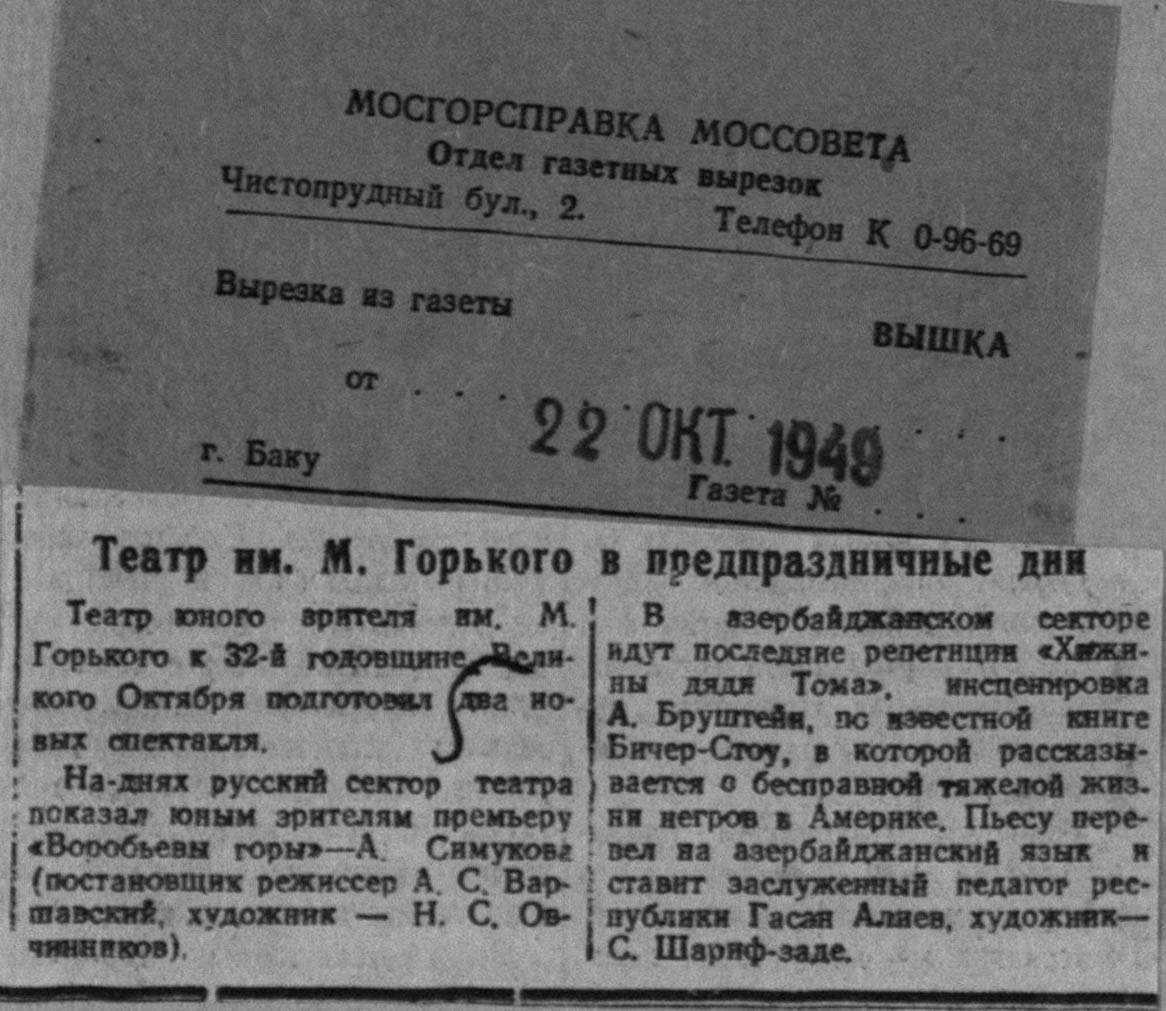 МОСГОРСПРАВКА МОССОВЕТА
Отдел газетных вырезок
Чистопрудный бул., 2. Телефон К 0-96-69
Вырезка из газеты
ВЫШКА
от . . . . . . . . .
22 ОКТ. 1949
г. Баку
Газета № . . .
Театр им. М. Горького в предпраздничные дни
Театр юного зрителя им. М.
Горького к 32-й годовщине Вели-
кого Октября подготовил два но-
вых спектакля.
На-днях русский сектор театра
показал юным зрителям премьеру
«Воробьевы горы»—А. Симукова
(постановщик режиссер А. С. Вар-
шавский, художник — Н. С. Ов-
чинников).
В азербайджанском секторе
идут последние репетиции «Хижи-
ны дяди Тома», инсценировка
А. Бруштейн, по известной книге
Бичер-Стоу, в которой рассказы-
вается о бесправной тяжелой жиз-
ни негров в Америке. Пьесу пере-
вел на азербайджанский язык и
ставит заслуженный педагог рес-
публики Гасан Алиев, художник—
С. Шариф-заде.